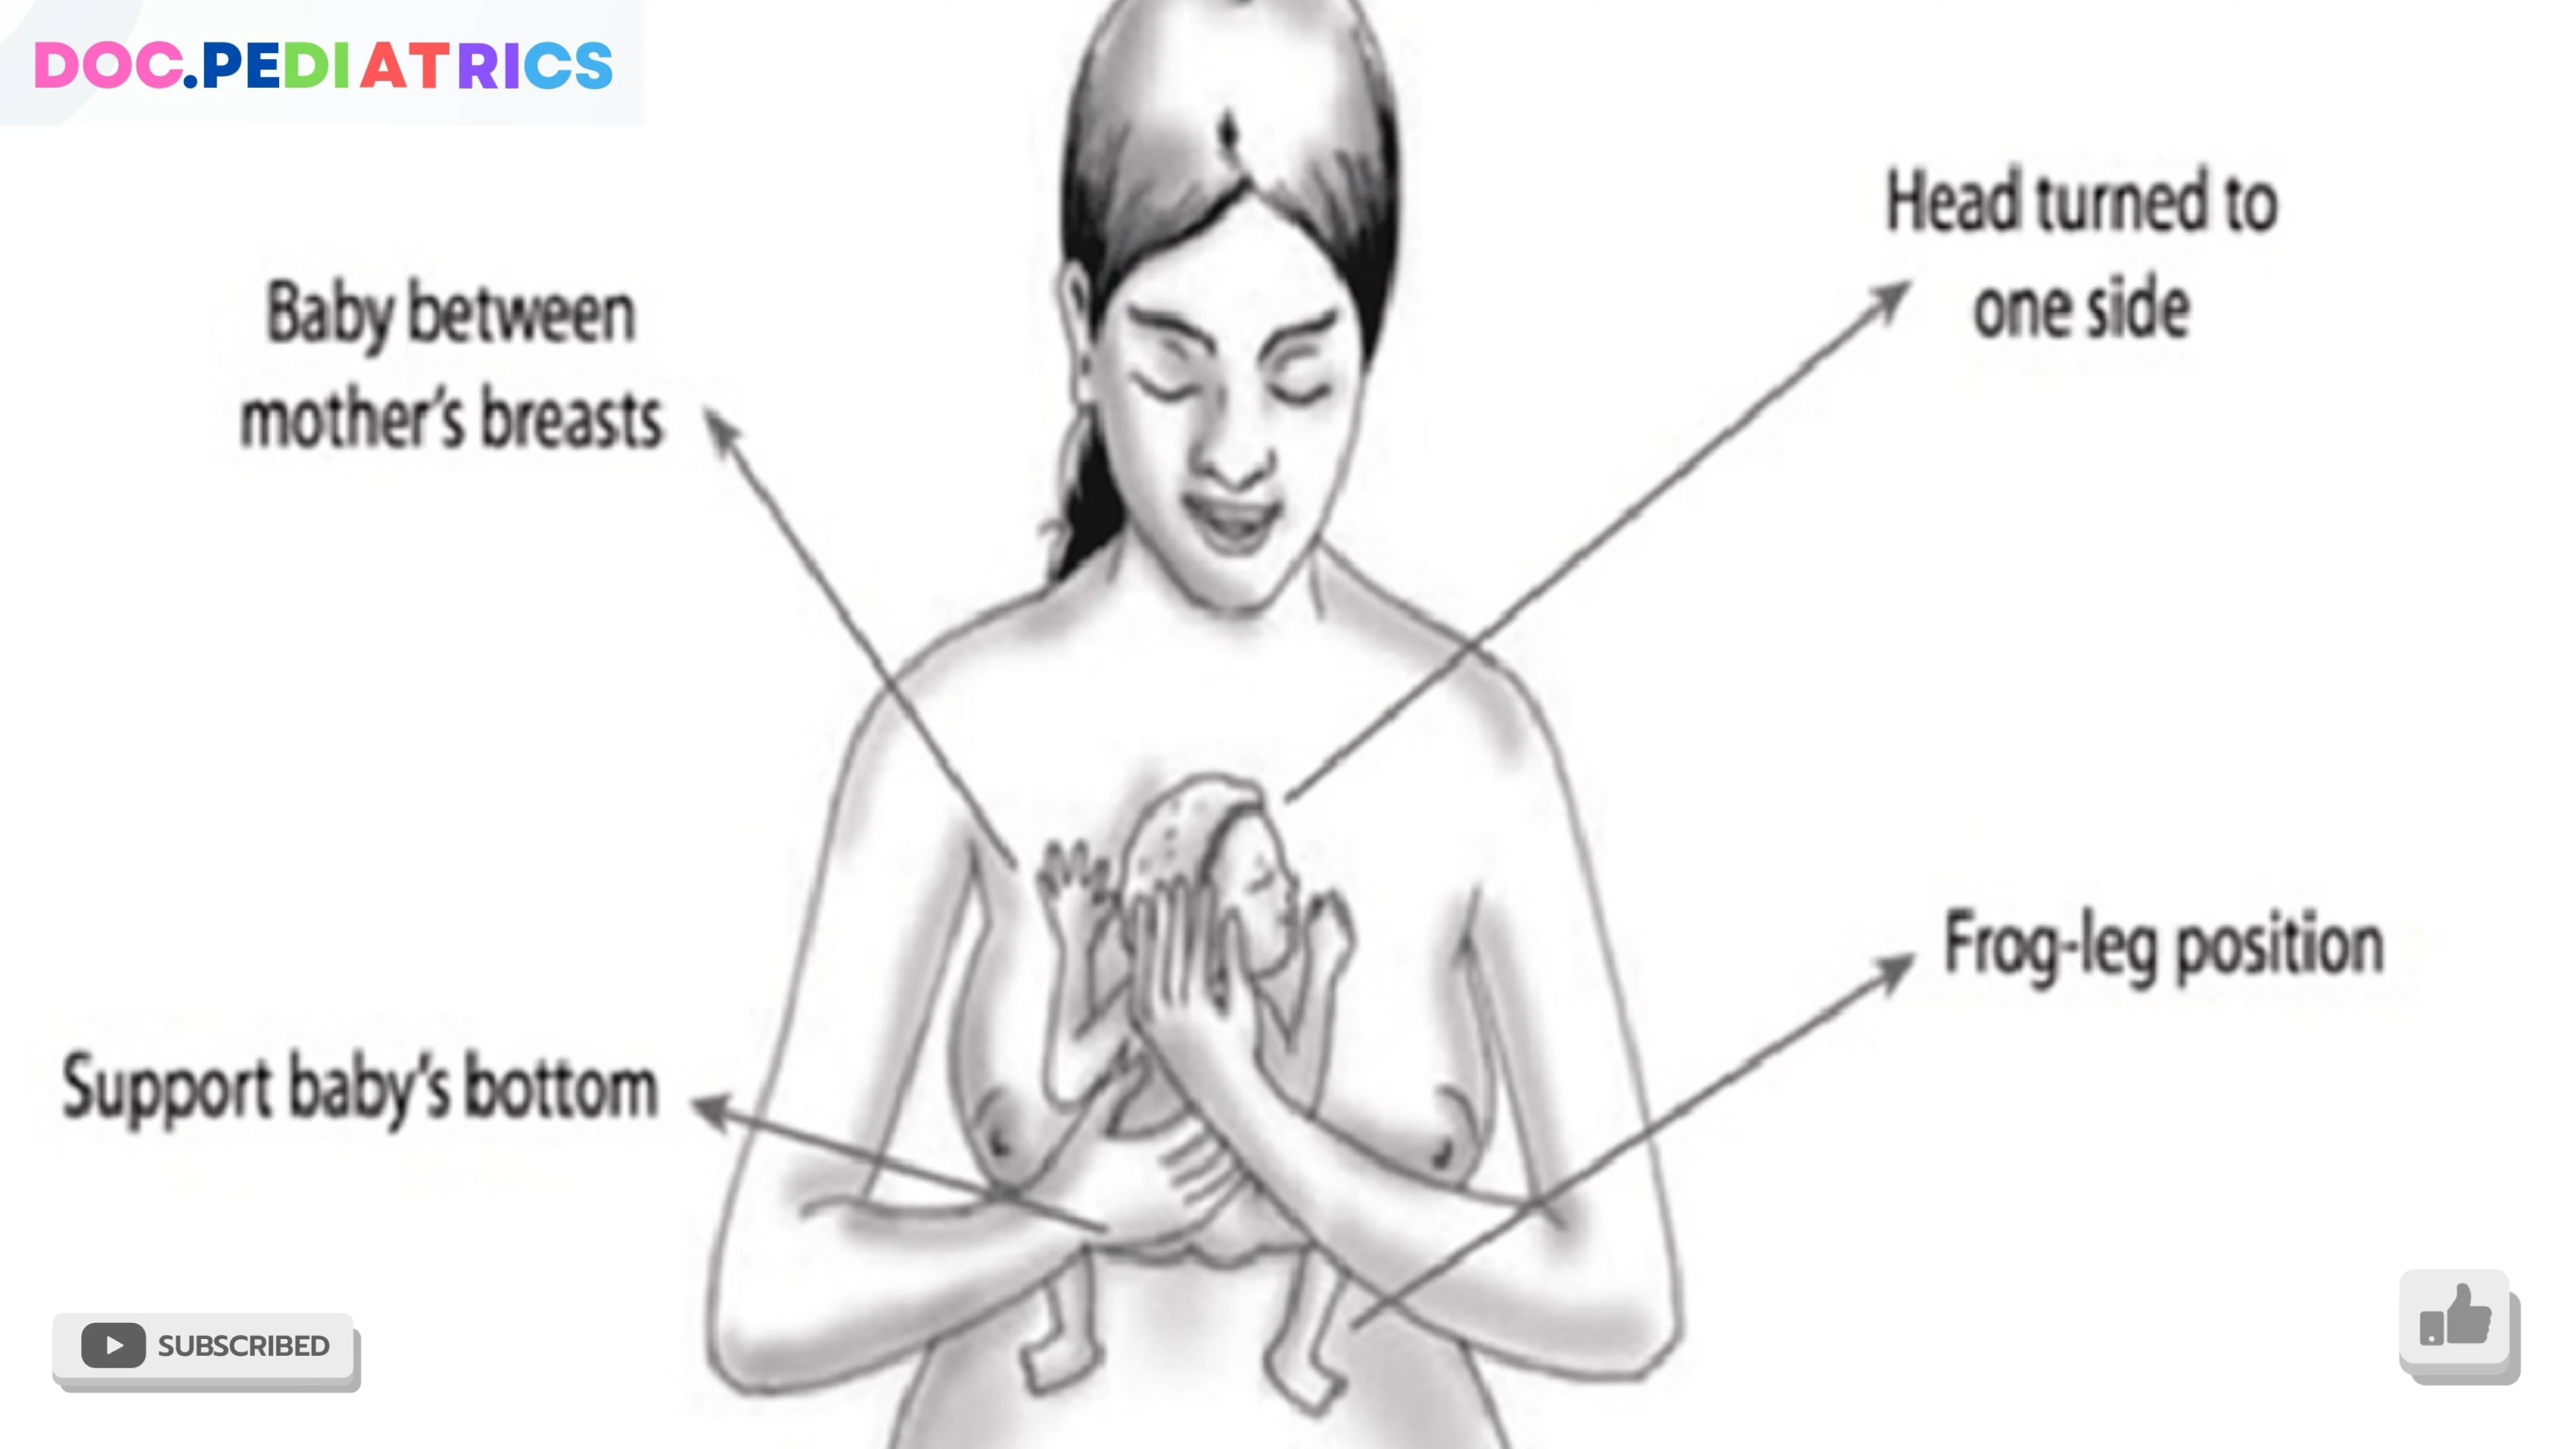 DOC.PEDIATRICS
Head turned to
one side
Baby between
mother's breasts
Frog-leg position
Support baby's bottom
SUBSCRIBED